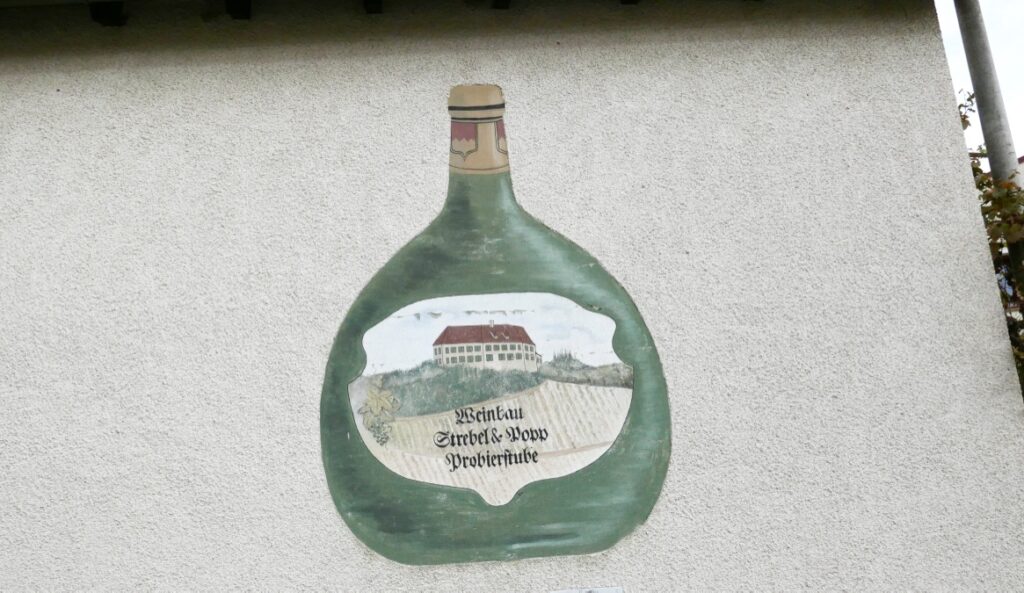 Weinbau
Strebel & Popp
Probierstube